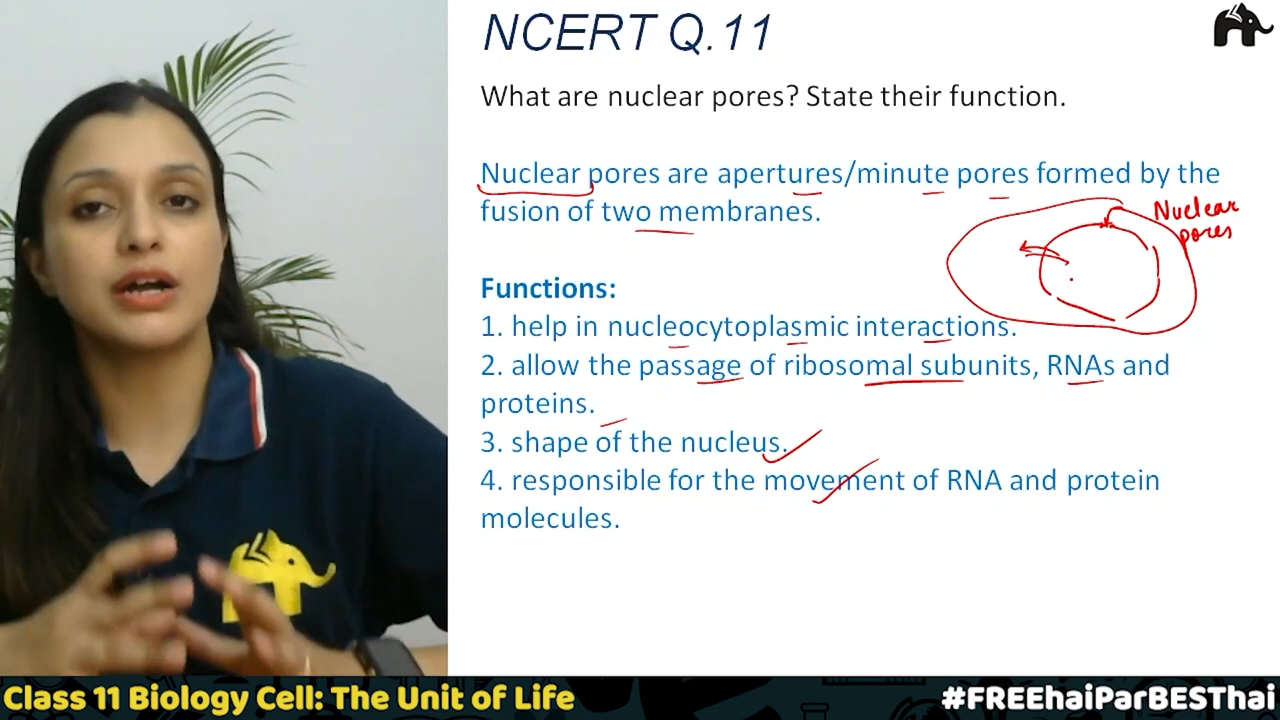 NCERT Q.11
What are nuclear pores? State their function.
Nuclear pores are apertures/minute pores formed by the
fusion of two membranes.
Nuclear
pores
Functions:
1. help in nucleocytoplasmic interactions.
2. allow the passage of ribosomal subunits, RNAs and
proteins.
3. shape of the nucleus.
4. responsible for the movement of RNA and protein
molecules.
Class 11 Biology Cell: The Unit of Life
#FREEhaiParBESThai